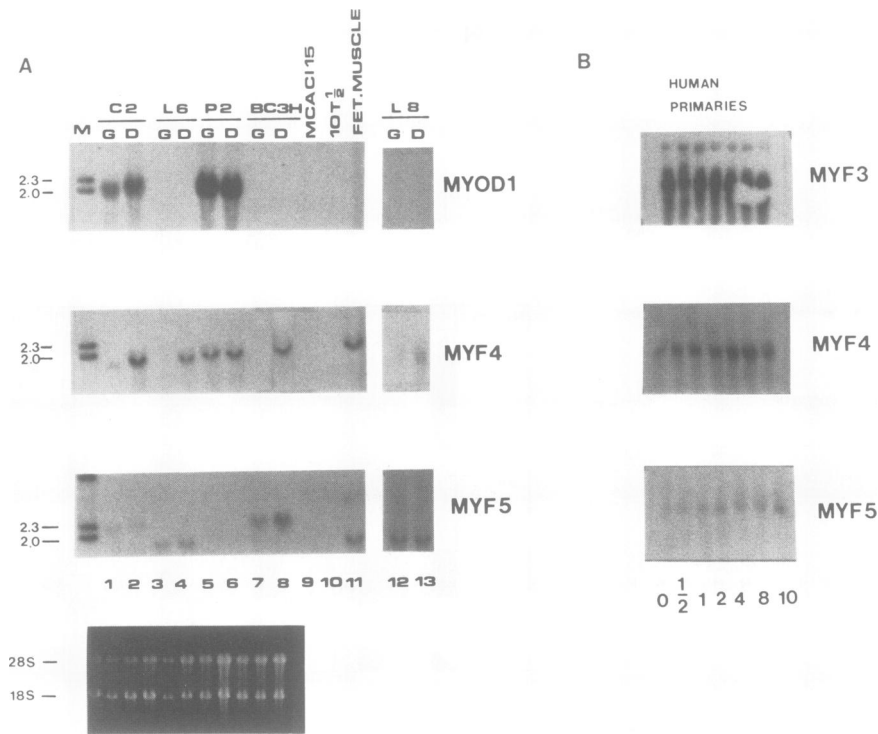 A
C2 L6 P2 BC3H MCACI15 10T½ FET.MUSCLE L8
M G D G D G D G D G D
2.3
2.0
MYOD1
2.3
2.0
MYF4
2.3
2.0
MYF5
1 2 3 4 5 6 7 8 9 10 11 12 13
28S
18S
B
HUMAN
PRIMARIES
MYF3
MYF4
MYF5
0 ½ 1 2 4 8 10